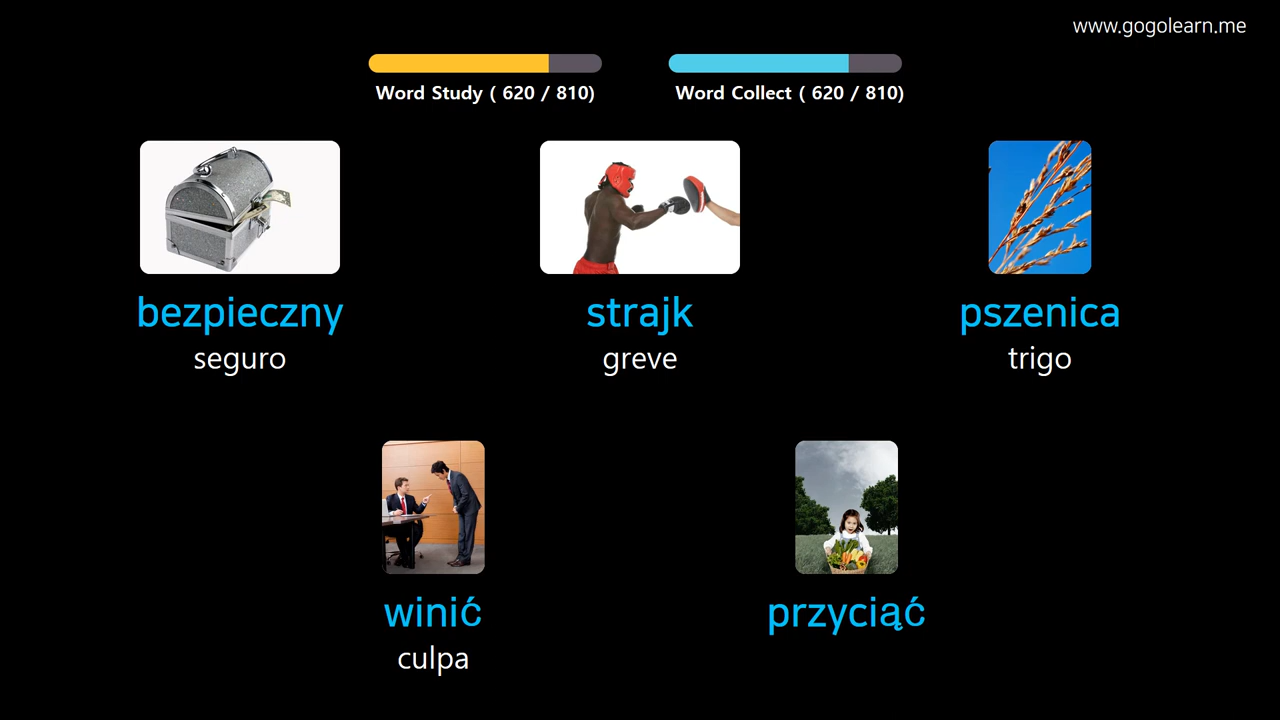 www.gogolearn.me
Word Study ( 620 / 810)
Word Collect ( 620 / 810)
bezpieczny
seguro
strajk
greve
pszenica
trigo
winić
culpa
przyciąć